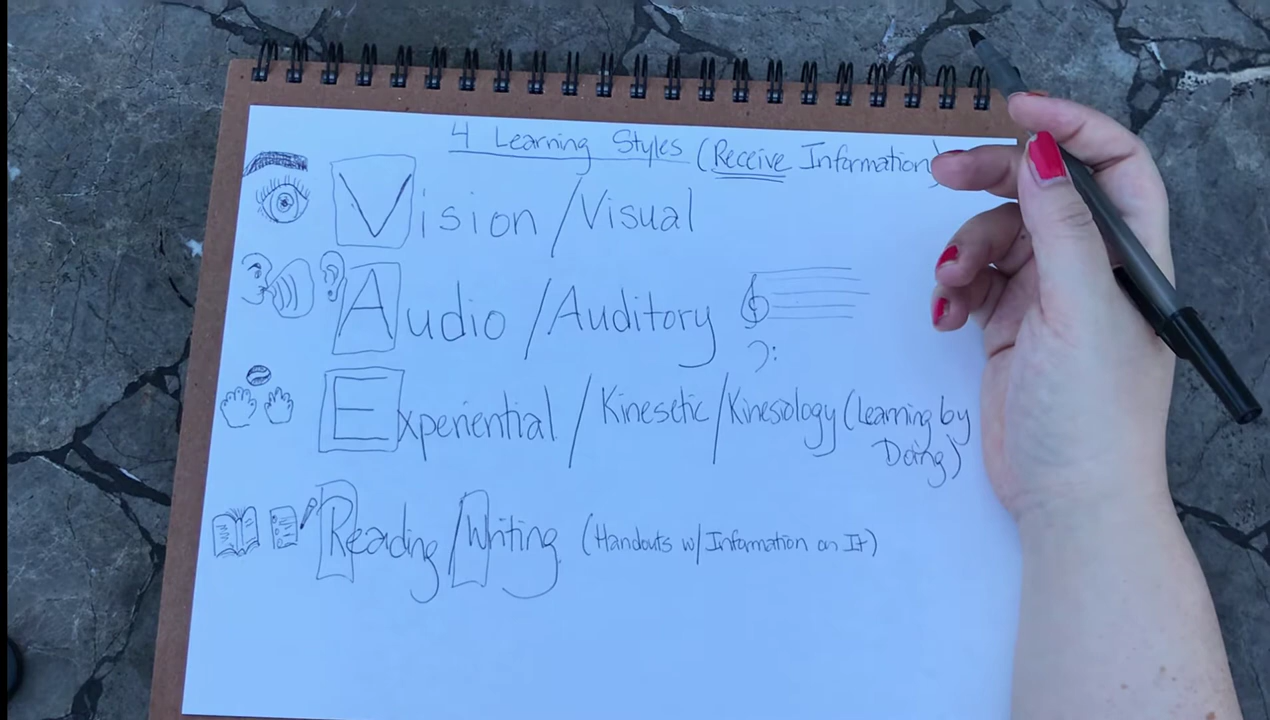 4 Learning Styles (Receive Information)
Vision / Visual
Audio / Auditory
Experiential / Kinesetic / Kinesiology (Learning by
Doing)
Reading / Writing (Handouts w/ Information on It)